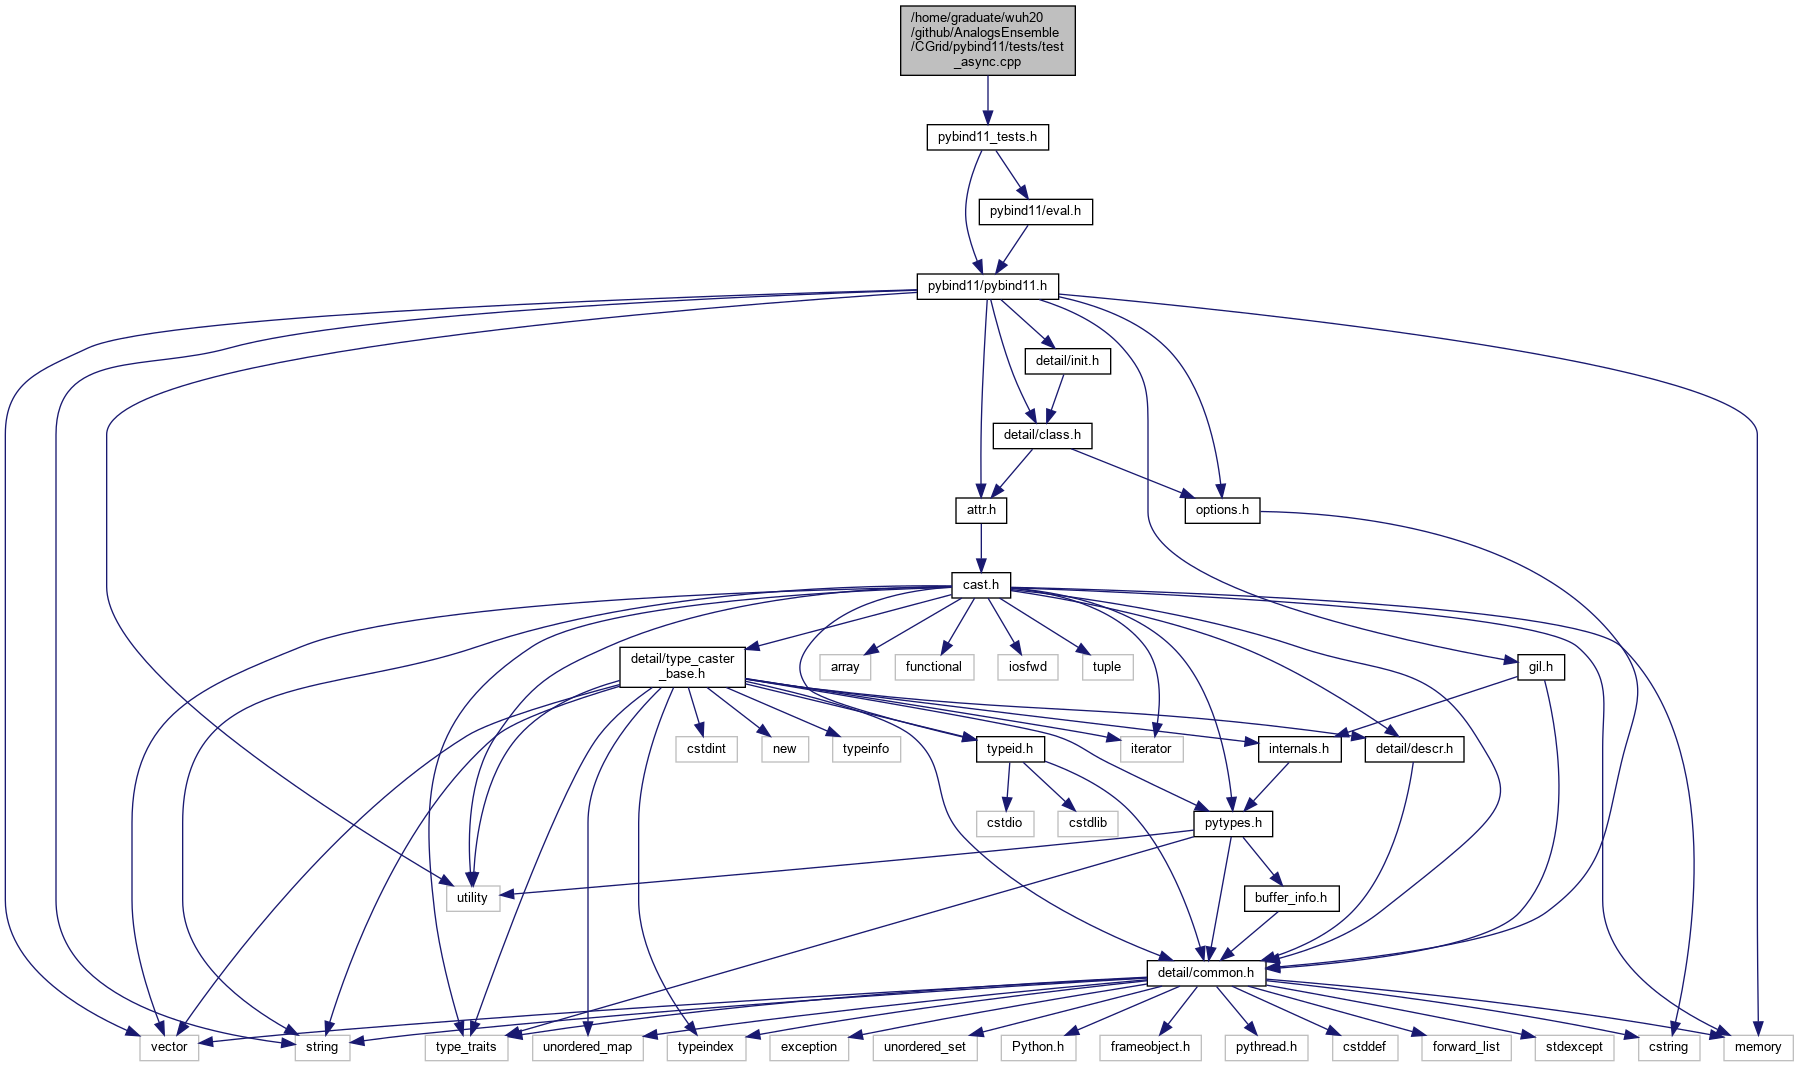 /home/graduate/wuh20
/github/AnalogsEnsemble
/CGrid/pybind11/tests/test
_async.cpp
pybind11_tests.h
pybind11/eval.h
pybind11/pybind11.h
detail/init.h
detail/class.h
attr.h
options.h
cast.h
detail/type_caster
_base.h
array
functional
iosfwd
tuple
gil.h
cstdint
new
typeinfo
typeid.h
iterator
internals.h
detail/descr.h
cstdio
cstdlib
pytypes.h
utility
buffer_info.h
detail/common.h
vector
string
type_traits
unordered_map
typeindex
exception
unordered_set
Python.h
frameobject.h
pythread.h
cstddef
forward_list
stdexcept
cstring
memory